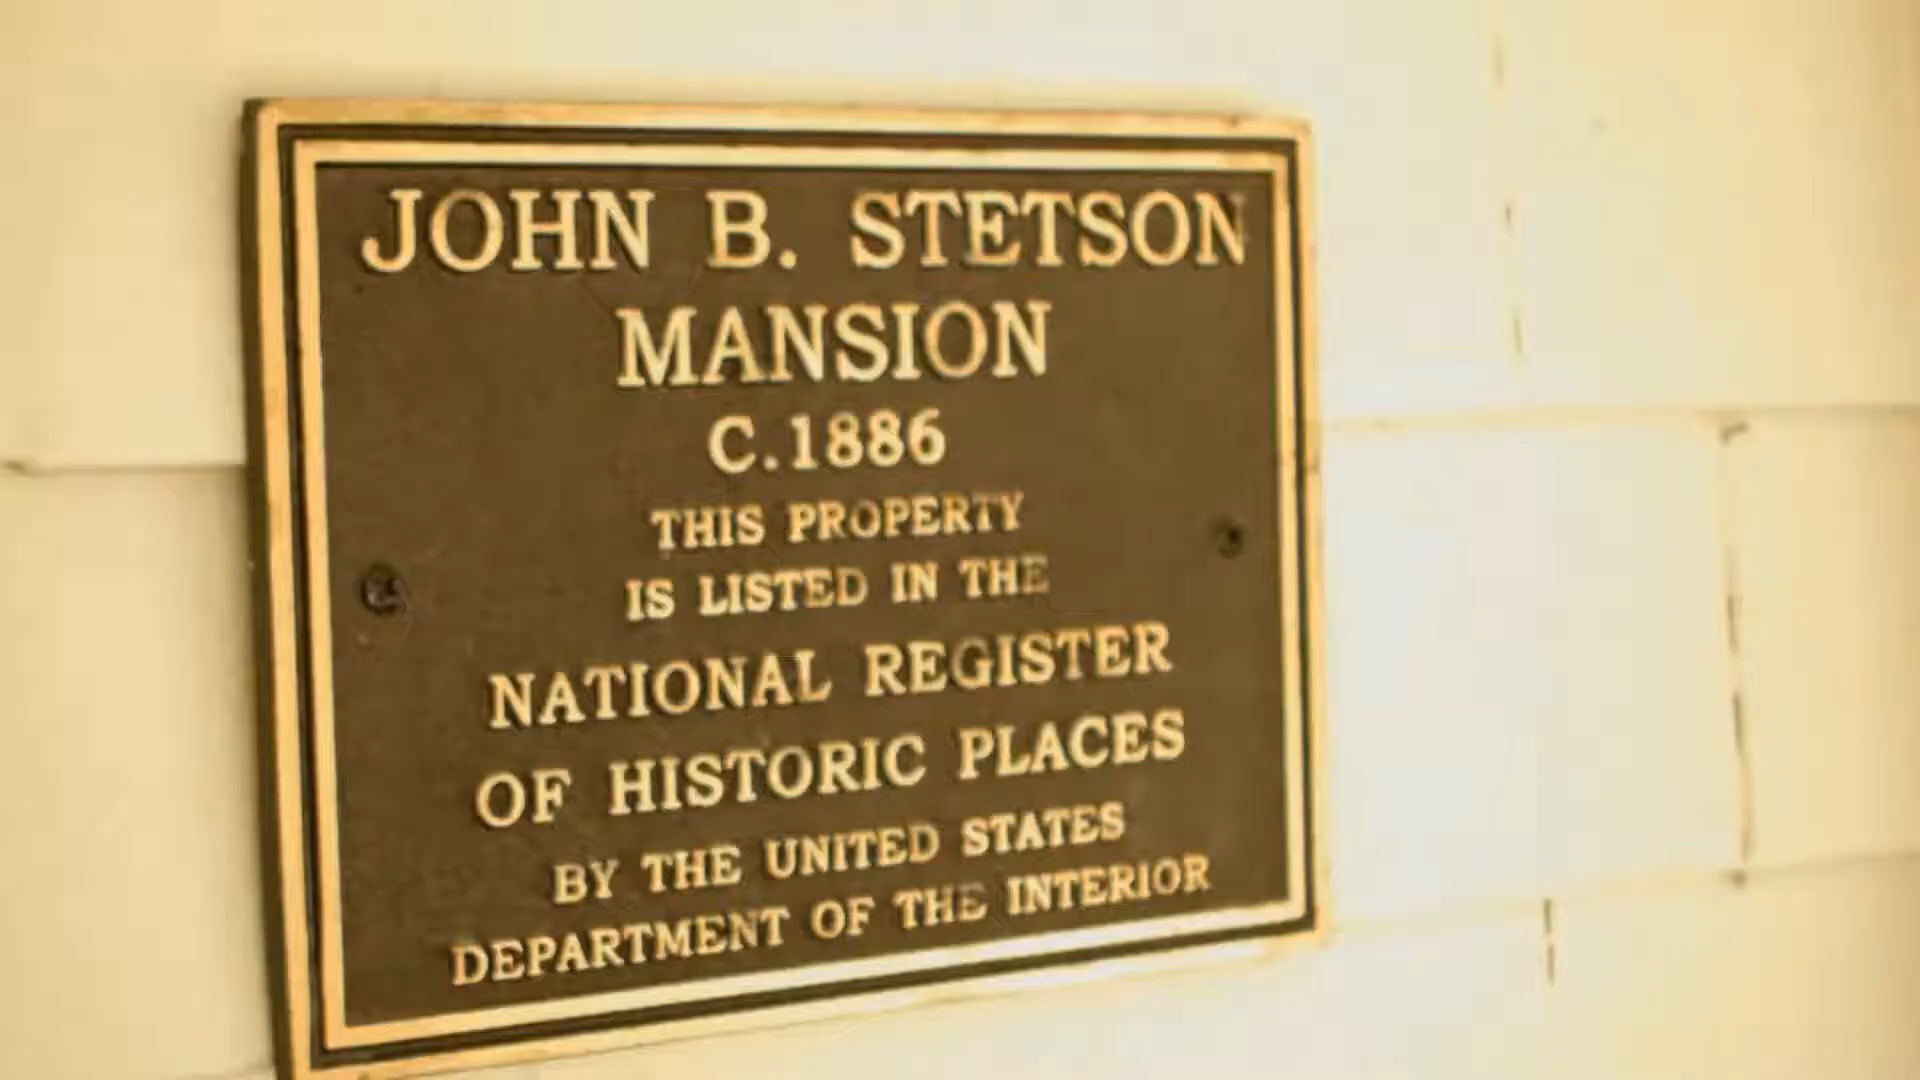 JOHN B. STETSON
MANSION
C.1886
THIS PROPERTY
IS LISTED IN THE
NATIONAL REGISTER
OF HISTORIC PLACES
BY THE UNITED STATES
DEPARTMENT OF THE INTERIOR